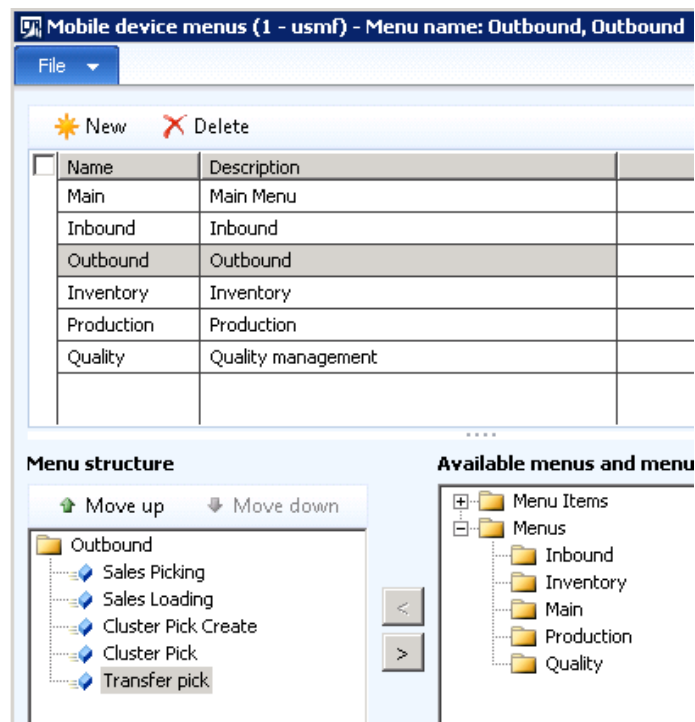 Mobile device menus (1 - usmf) - Menu name: Outbound, Outbound
File
New Delete
Name Description
Main Main Menu
Inbound Inbound
Outbound Outbound
Inventory Inventory
Production Production
Quality Quality management
Menu structure
Move up Move down
Outbound
Sales Picking
Sales Loading
Cluster Pick Create
Cluster Pick
Transfer pick
<
>
Available menus and menu
Menu Items
Menus
Inbound
Inventory
Main
Production
Quality